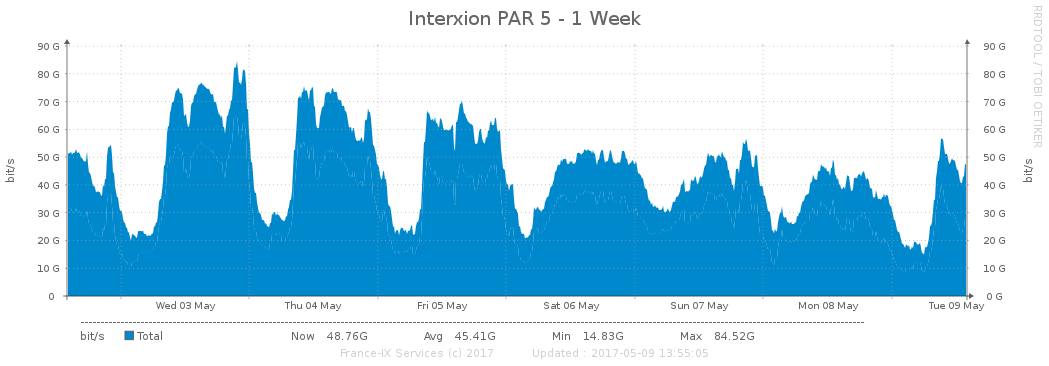 Interxion PAR 5 - 1 Week
RRDTOOL / TOBI OETIKER
90 G 90 G
80 G 80 G
70 G 70 G
60 G 60 G
50 G 50 G
40 G 40 G
30 G 30 G
20 G 20 G
10 G 10 G
0 0 G
bit/s bit/s
Wed 03 May Thu 04 May Fri 05 May Sat 06 May Sun 07 May Mon 08 May Tue 09 May
bit/s Total Now 48.76G Avg 45.41G Min 14.83G Max 84.52G
France-IX Services (c) 2017 Updated : 2017-05-09 13:55:05